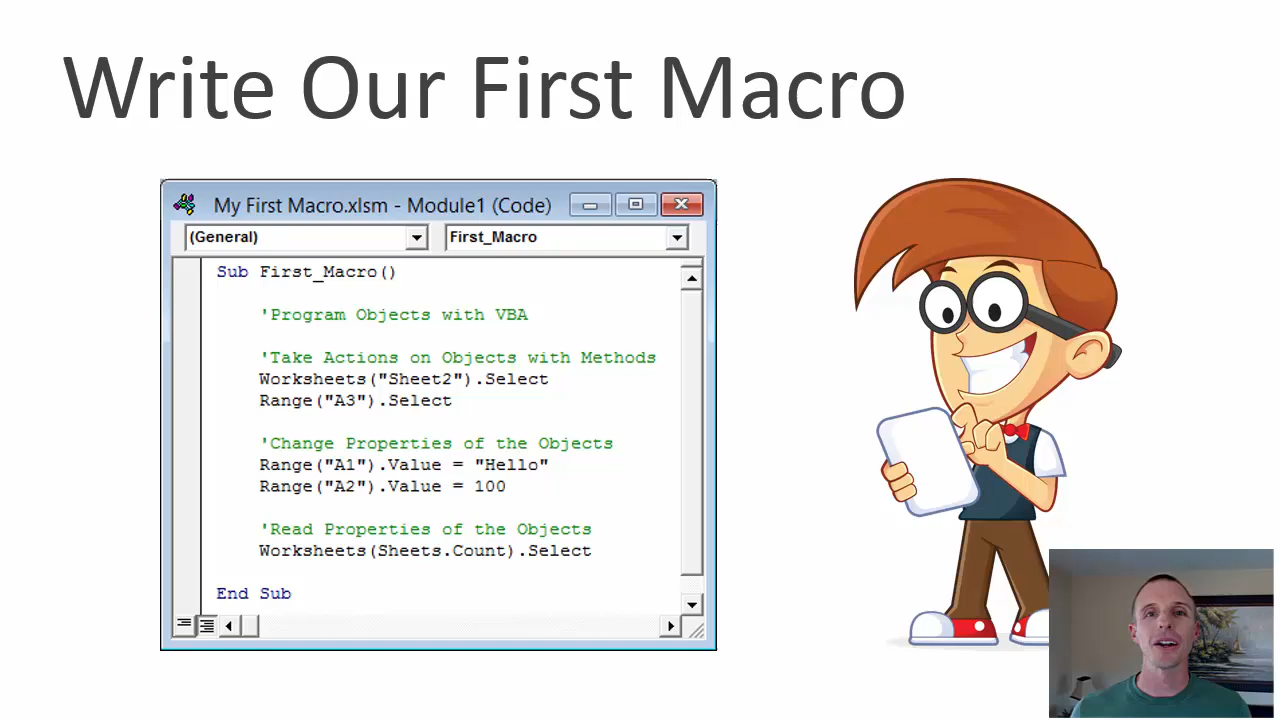 Write Our First Macro
My First Macro.xlsm - Module1 (Code)
(General) First_Macro
Sub First_Macro()
'Program Objects with VBA
'Take Actions on Objects with Methods
Worksheets("Sheet2").Select
Range("A3").Select
'Change Properties of the Objects
Range("A1").Value = "Hello"
Range("A2").Value = 100
'Read Properties of the Objects
Worksheets(Sheets.Count).Select
End Sub